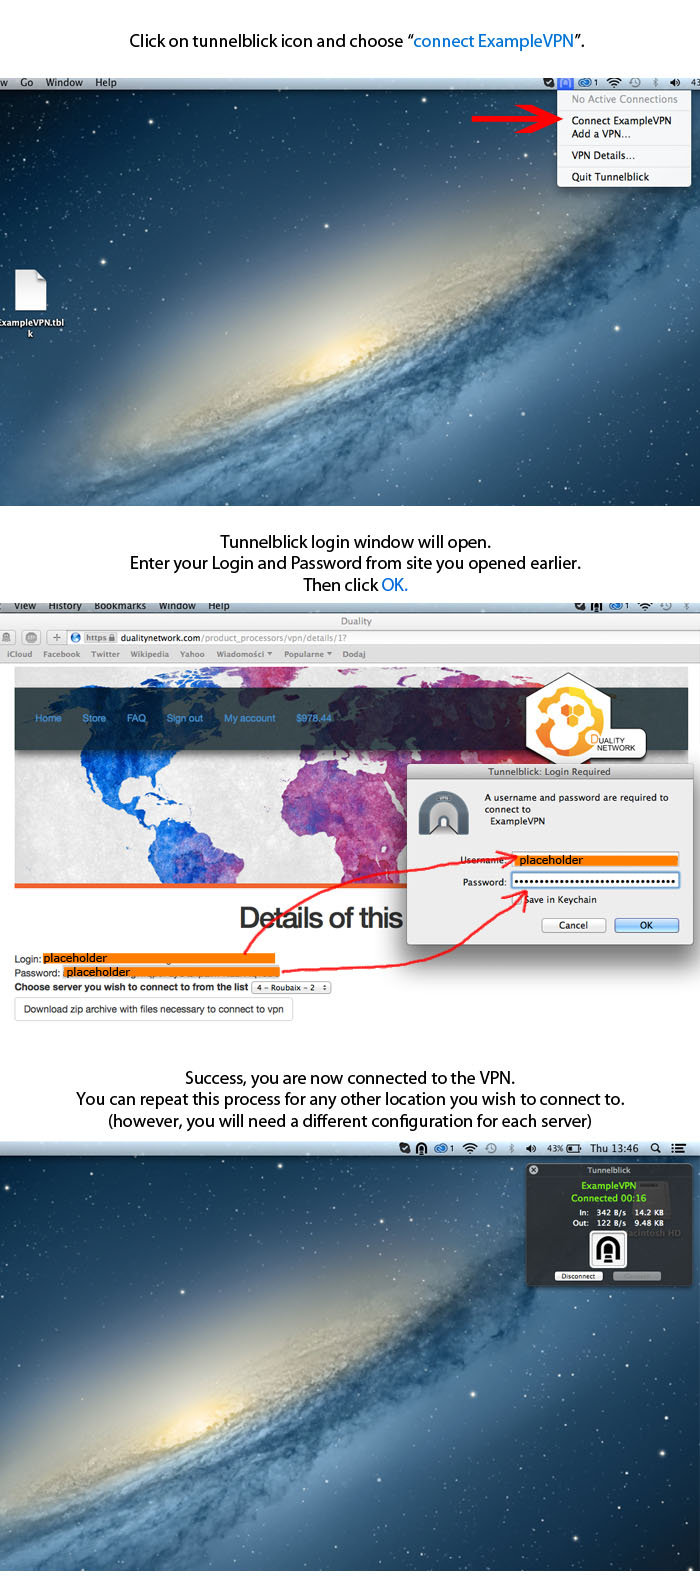 Click on tunnelblick icon and choose “connect ExampleVPN”.
w Go Window Help 1 43
No Active Connections
Connect ExampleVPN
Add a VPN...
VPN Details...
Quit Tunnelblick
ExampleVPN.tbl
k
Tunnelblick login window will open.
Enter your Login and Password from site you opened earlier.
Then click OK.
View History Bookmarks Window Help 1
Duality
https dualitynetwork.com/product_processors/vpn/details/1?
iCloud Facebook Twitter Wikipedia Yahoo Wiadomości Popularne Dodaj
Home Store FAQ Sign out My account $978.44
DUALITY
NETWORK
Tunnelblick: Login Required
VPN
A username and password are required to
connect to
ExampleVPN
Username: placeholder
Password: ••••••••••••••••••••••••••••••
Save in Keychain
Cancel OK
Details of this
Login: placeholder
Password: placeholder
Choose server you wish to connect to from the list 4 - Roubaix - 2
Download zip archive with files necessary to connect to vpn
Success, you are now connected to the VPN.
You can repeat this process for any other location you wish to connect to.
(however, you will need a different configuration for each server)
1 43% Thu 13:46
Tunnelblick
ExampleVPN
Connected 00:16
In: 342 B/s 14.2 KB
Out: 122 B/s 9.48 KB
acintosh HD
Disconnect